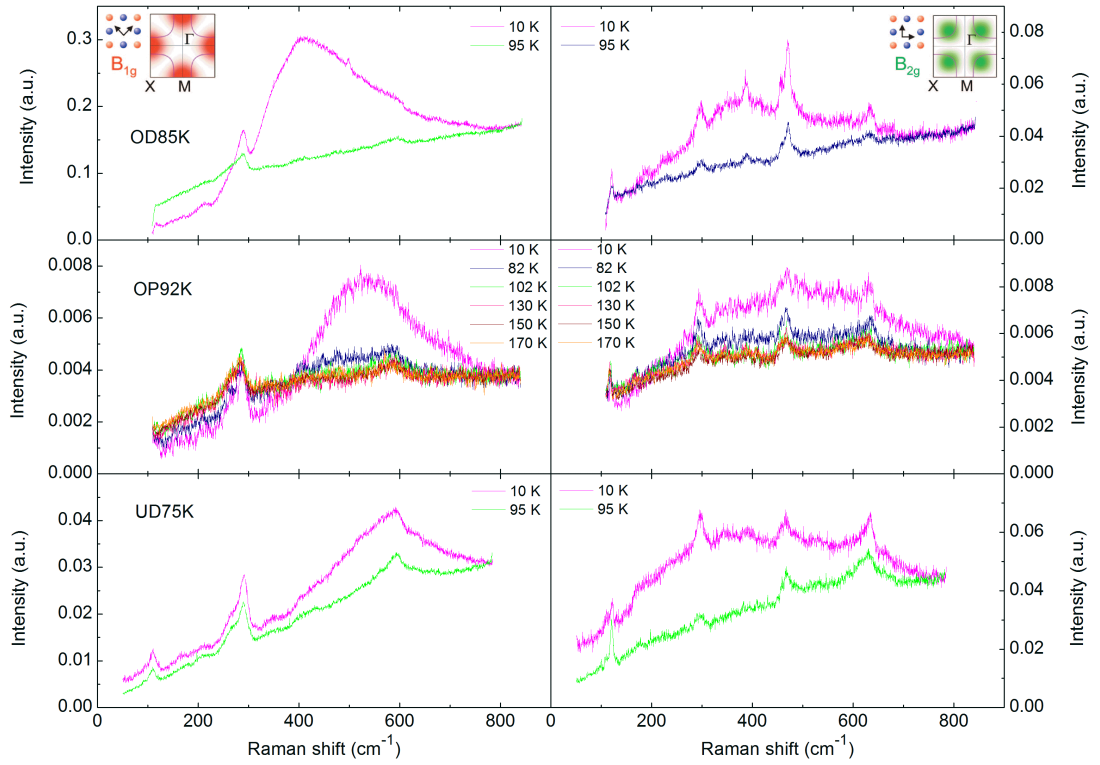 B1g
Γ
X M
10 K
95 K
OD85K
Intensity (a.u.)
0.3
0.2
0.1
0.0
10 K
95 K
B2g
Γ
X M
Intensity (a.u.)
0.08
0.06
0.04
0.02
0.00
OP92K
Intensity (a.u.)
0.008
0.006
0.004
0.002
0.000
10 K
82 K
102 K
130 K
150 K
170 K
10 K
82 K
102 K
130 K
150 K
170 K
Intensity (a.u.)
0.008
0.006
0.004
0.002
0.000
UD75K
Intensity (a.u.)
0.04
0.03
0.02
0.01
0.00
10 K
95 K
10 K
95 K
Intensity (a.u.)
0.06
0.04
0.02
0.00
0 200 400 600 800
200 400 600 800
Raman shift (cm⁻¹)
Raman shift (cm⁻¹)